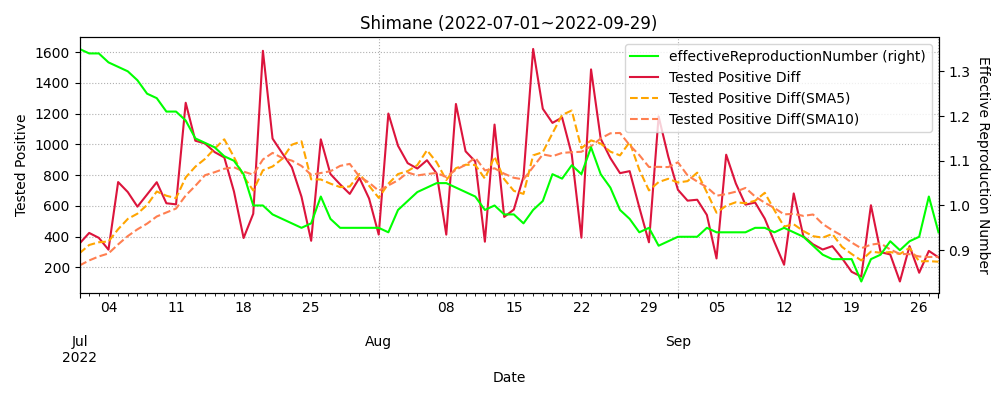 Shimane (2022-07-01~2022-09-29)
effectiveReproductionNumber (right)
Tested Positive Diff
Tested Positive Diff(SMA5)
Tested Positive Diff(SMA10)
Tested Positive
1600
1400
1200
1000
800
600
400
200
Effective Reproduction Number
1.3
1.2
1.1
1.0
0.9
04 11 18 25 08 15 22 29 05 12 19 26
Jul Aug Sep
2022
Date